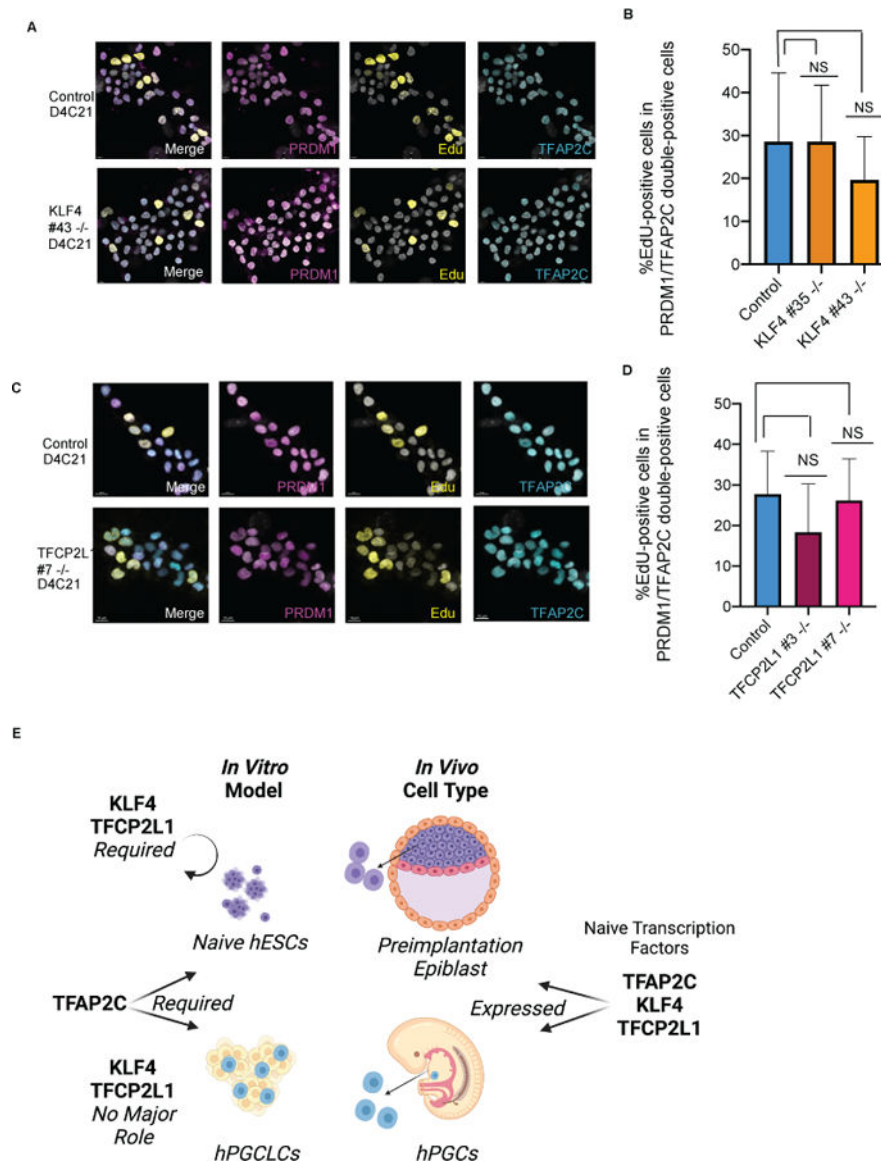 A
Control
D4C21
Merge
PRDM1
Edu
TFAP2C
KLF4
#43 -/-
D4C21
Merge
PRDM1
Edu
TFAP2C
B
%EdU-positive cells in
PRDM1/TFAP2C double-positive cells
50
40
30
20
10
0
NS
NS
Control
KLF4 #35 -/-
KLF4 #43 -/-
C
Control
D4C21
Merge
PRDM1
Edu
TFAP2C
TFCP2L1
#7 -/-
D4C21
Merge
PRDM1
Edu
TFAP2C
D
%EdU-positive cells in
PRDM1/TFAP2C double-positive cells
50
40
30
20
10
0
NS
NS
Control
TFCP2L1 #3 -/-
TFCP2L1 #7 -/-
E
In Vitro
Model
In Vivo
Cell Type
KLF4
TFCP2L1
Required
Naive hESCs
Preimplantation
Epiblast
Naive Transcription
Factors
TFAP2C
KLF4
TFCP2L1
TFAP2C
Required
Expressed
KLF4
TFCP2L1
No Major
Role
hPGCLCs
hPGCs